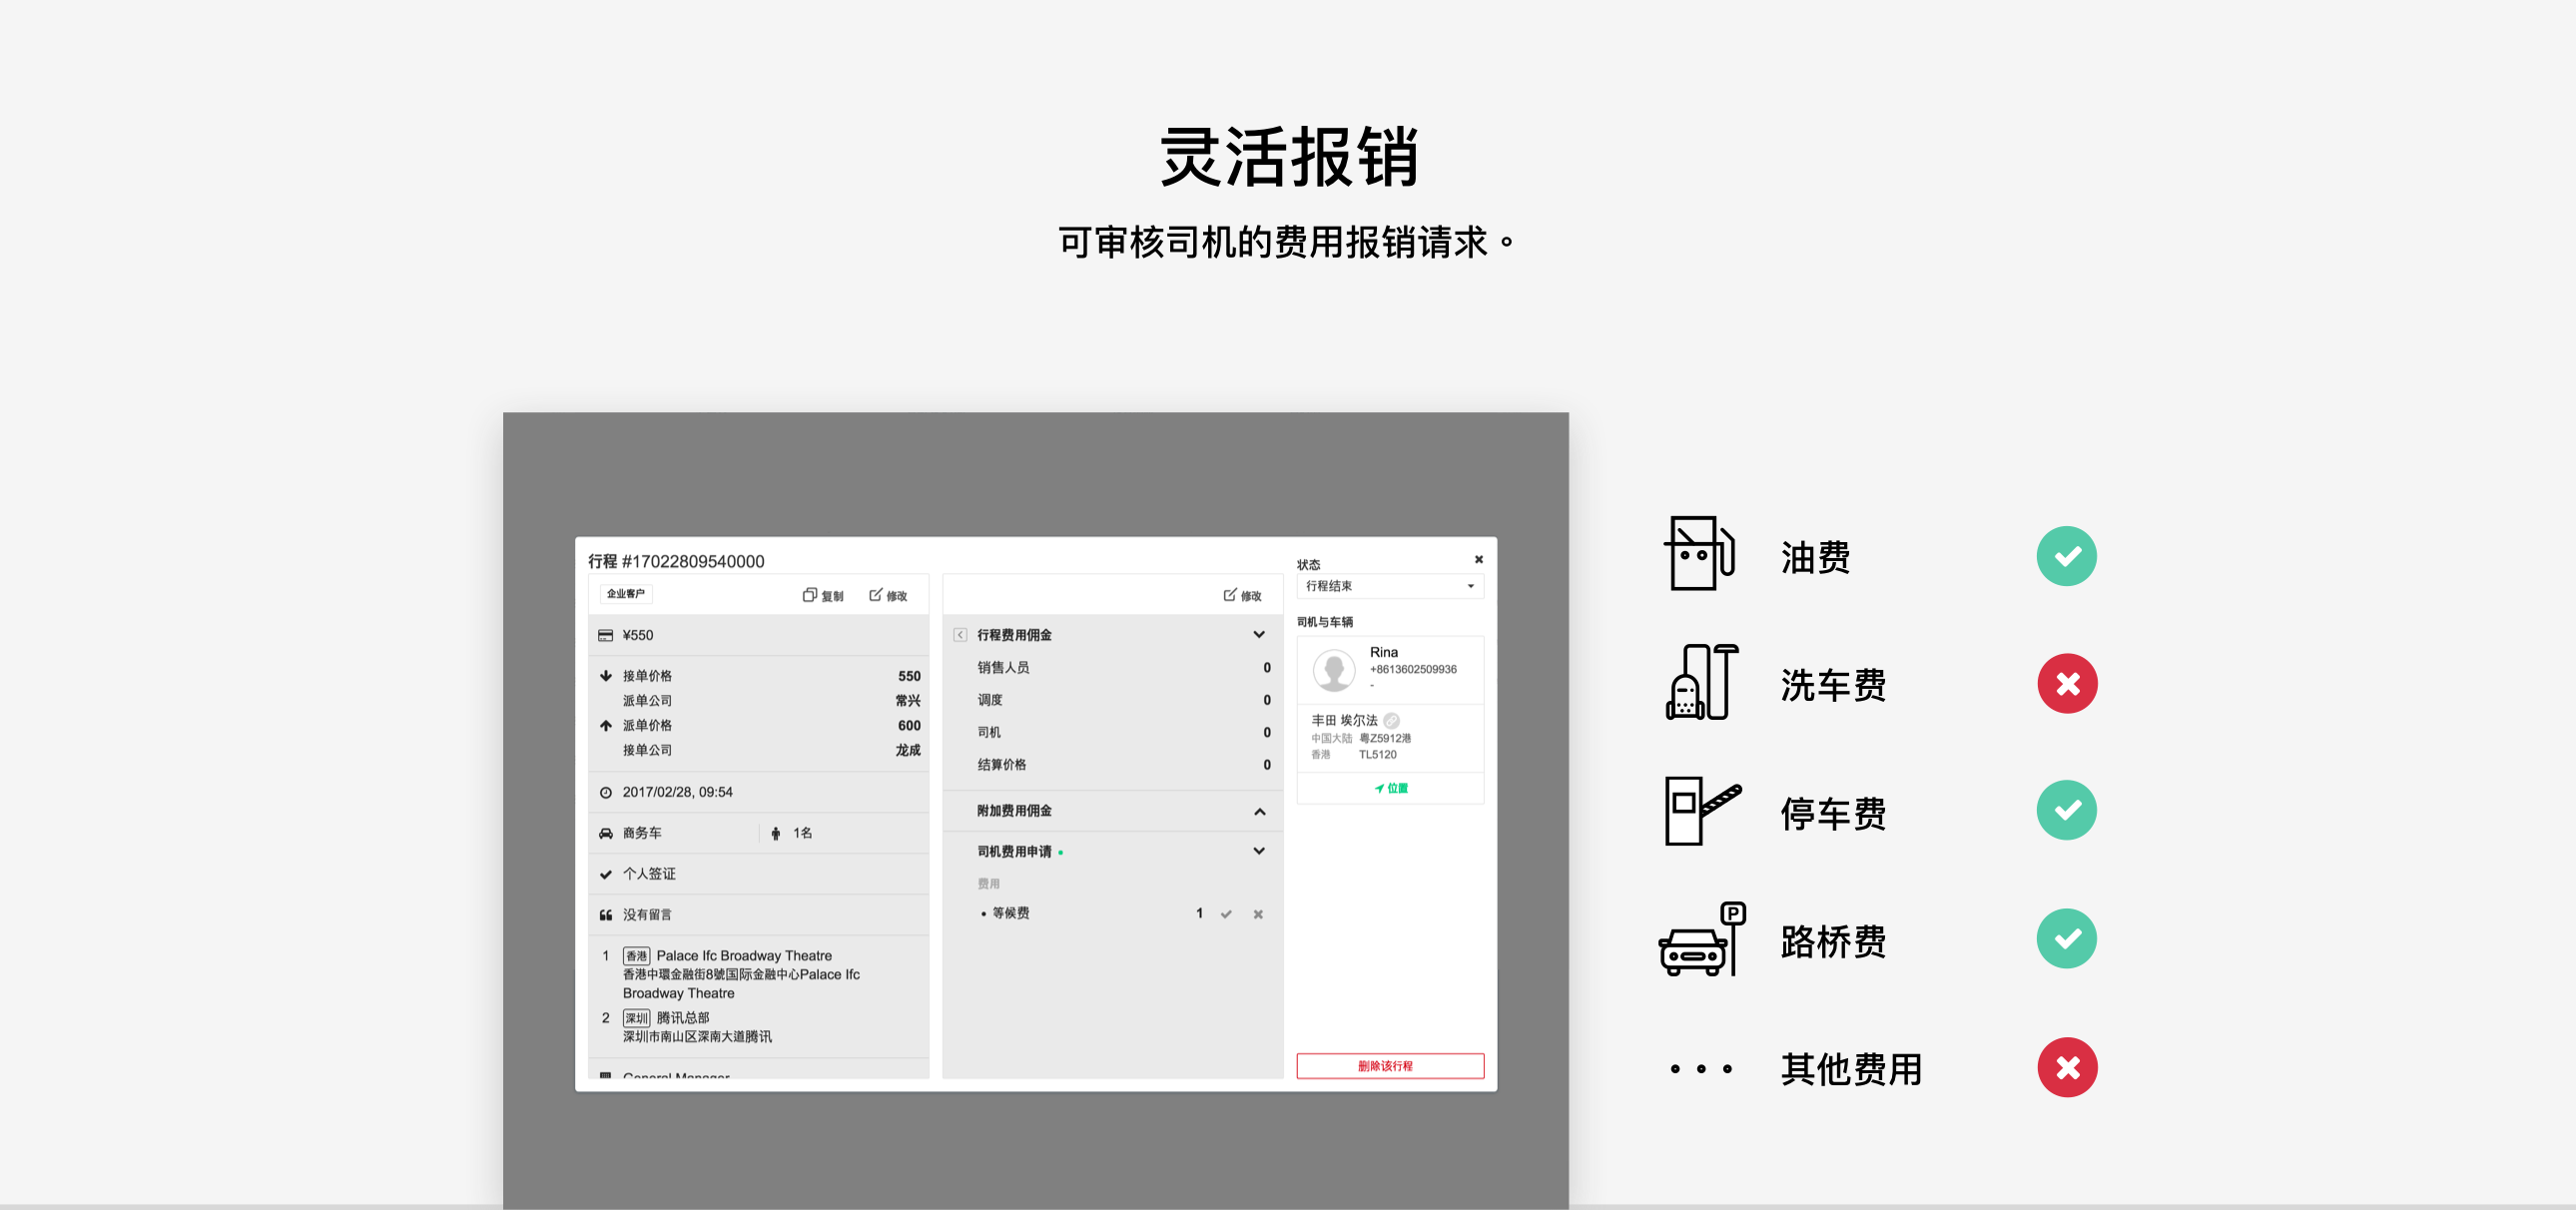 灵活报销
可审核司机的费用报销请求。
行程 #17022809540000
企业客户
复制
修改
¥550
接单价格 550
派单公司 常兴
派单价格 600
接单公司 龙成
2017/02/28, 09:54
商务车
1名
个人签证
没有留言
1 香港 Palace Ifc Broadway Theatre
香港中環金融街8號国际金融中心Palace Ifc
Broadway Theatre
2 深圳 腾讯总部
深圳市南山区深南大道腾讯
General Manager
修改
行程费用佣金
销售人员 0
调度 0
司机 0
结算价格 0
附加费用佣金
司机费用申请
费用
• 等候费 1
状态
行程结束
司机与车辆
Rina
+8613602509936
-
丰田 埃尔法
中国大陆 粤Z5912港
香港 TL5120
位置
删除该行程
油费
洗车费
停车费
P
路桥费
其他费用